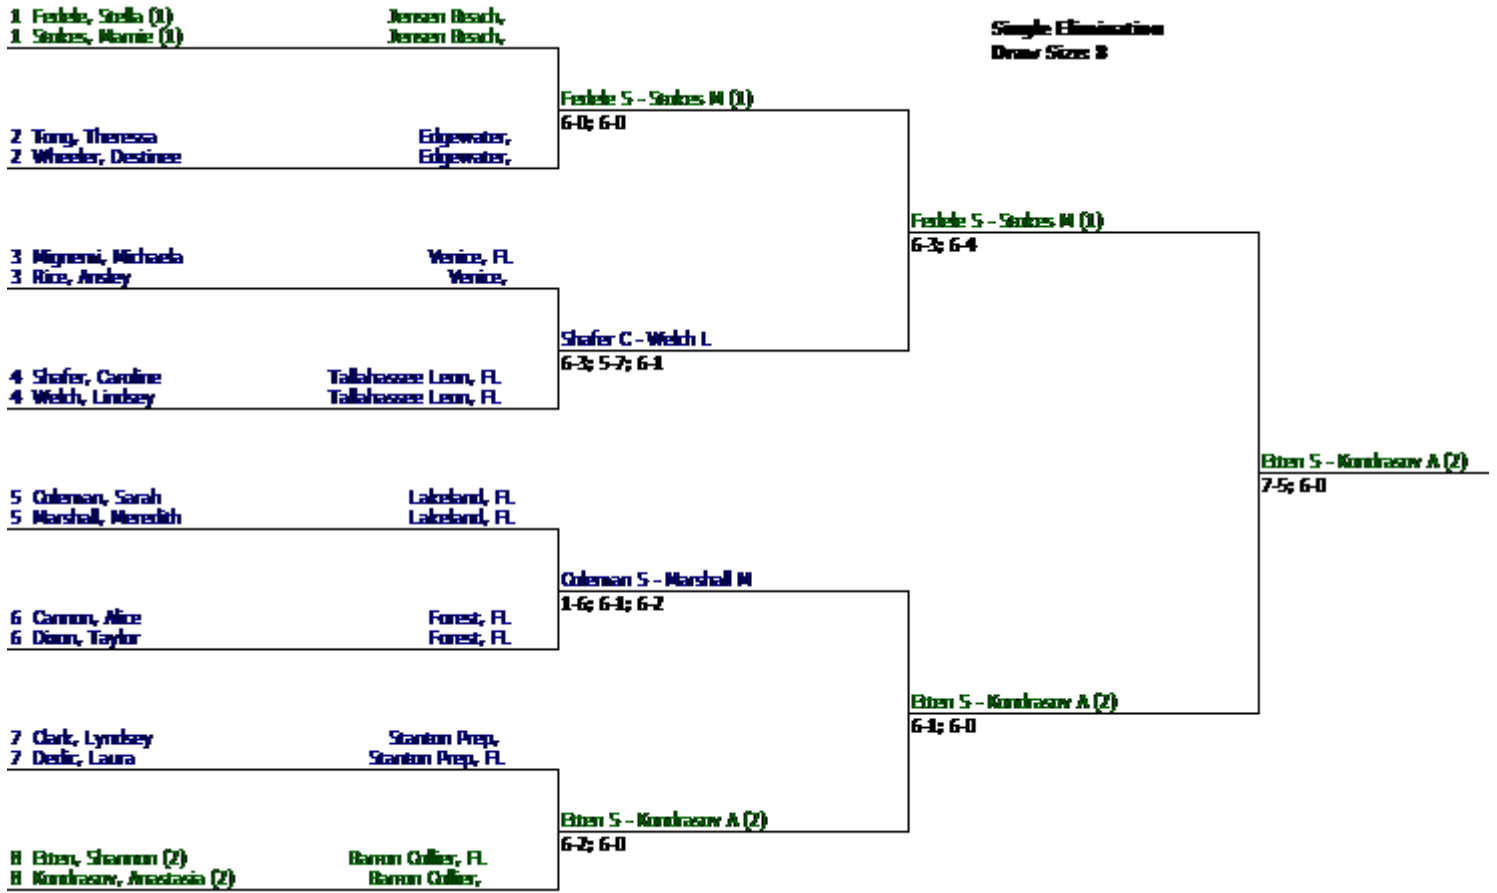 1 Fedele, Stella (1) Jensen Beach,
1 Stokes, Marnie (1) Jensen Beach,
Single Elimination
Draw Size: 8
Fedele S - Stokes M (1)
6-0; 6-0
2 Tong, Theressa Edgewater,
2 Wheeler, Destinee Edgewater,
Fedele S - Stokes M (1)
6-3; 6-4
3 Mignemi, Michaela Venice, FL
3 Rice, Ansley Venice,
Shafer C - Welch L
6-3; 5-7; 6-1
4 Shafer, Caroline Tallahassee Leon, FL
4 Welch, Lindsey Tallahassee Leon, FL
Etten S - Kondrasov A (2)
7-5; 6-0
5 Coleman, Sarah Lakeland, FL
5 Marshall, Meredith Lakeland, FL
Coleman S - Marshall M
1-6; 6-1; 6-2
6 Cannon, Alice Forest, FL
6 Dixon, Taylor Forest, FL
Etten S - Kondrasov A (2)
6-1; 6-0
7 Clark, Lyndsey Stanton Prep,
7 Dedic, Laura Stanton Prep, FL
Etten S - Kondrasov A (2)
6-2; 6-0
8 Etten, Shannon (2) Barron Collier, FL
8 Kondrasov, Anastasia (2) Barron Collier,